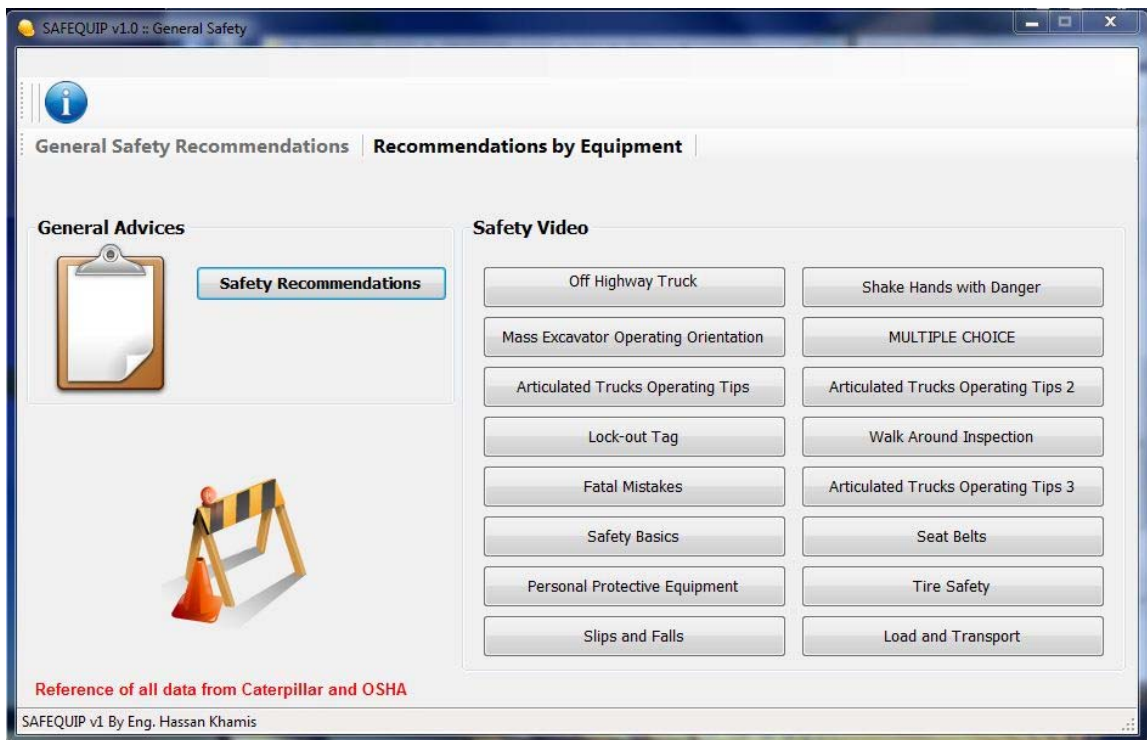 SAFEQUIP v1.0 :: General Safety
General Safety Recommendations
Recommendations by Equipment
General Advices
Safety Recommendations
Safety Video
Off Highway Truck
Shake Hands with Danger
Mass Excavator Operating Orientation
MULTIPLE CHOICE
Articulated Trucks Operating Tips
Articulated Trucks Operating Tips 2
Lock-out Tag
Walk Around Inspection
Fatal Mistakes
Articulated Trucks Operating Tips 3
Safety Basics
Seat Belts
Personal Protective Equipment
Tire Safety
Slips and Falls
Load and Transport
Reference of all data from Caterpillar and OSHA
SAFEQUIP v1 By Eng. Hassan Khamis